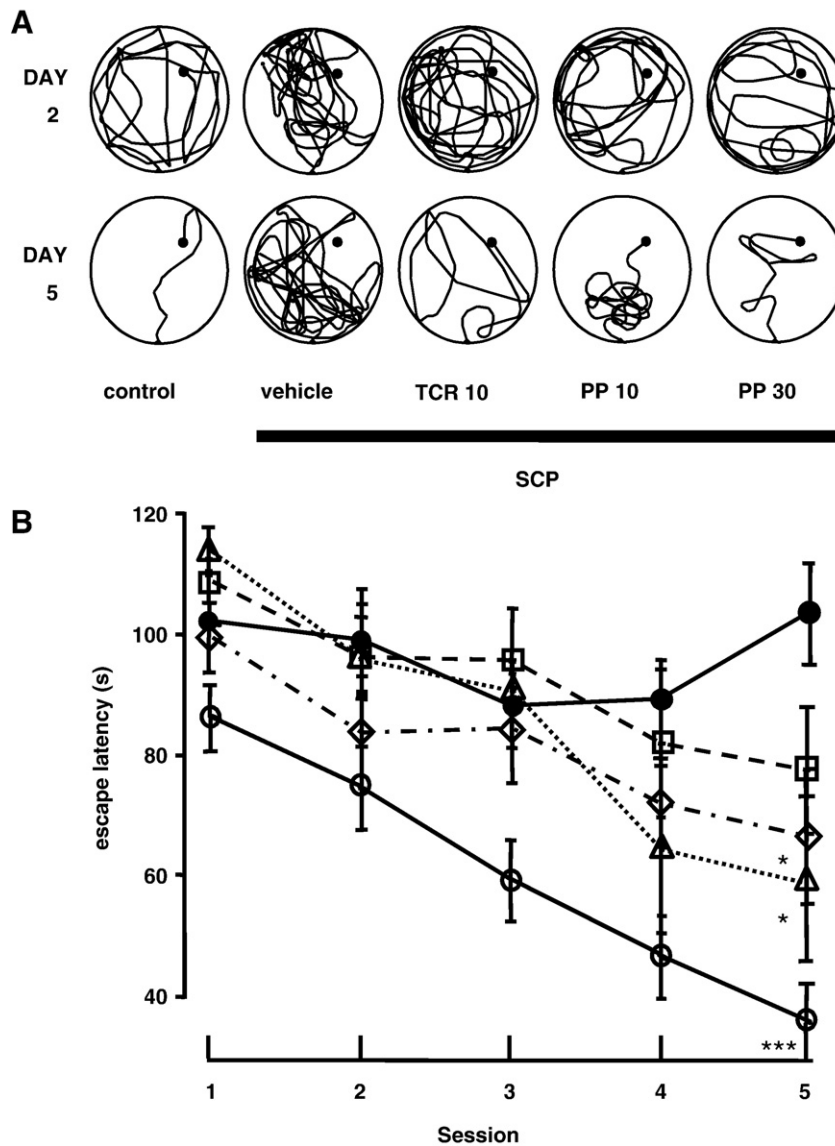 A
DAY
2
DAY
5
control vehicle TCR 10 PP 10 PP 30
SCP
B
escape latency (s)
120
100
80
60
40
*
*
***
1 2 3 4 5
Session